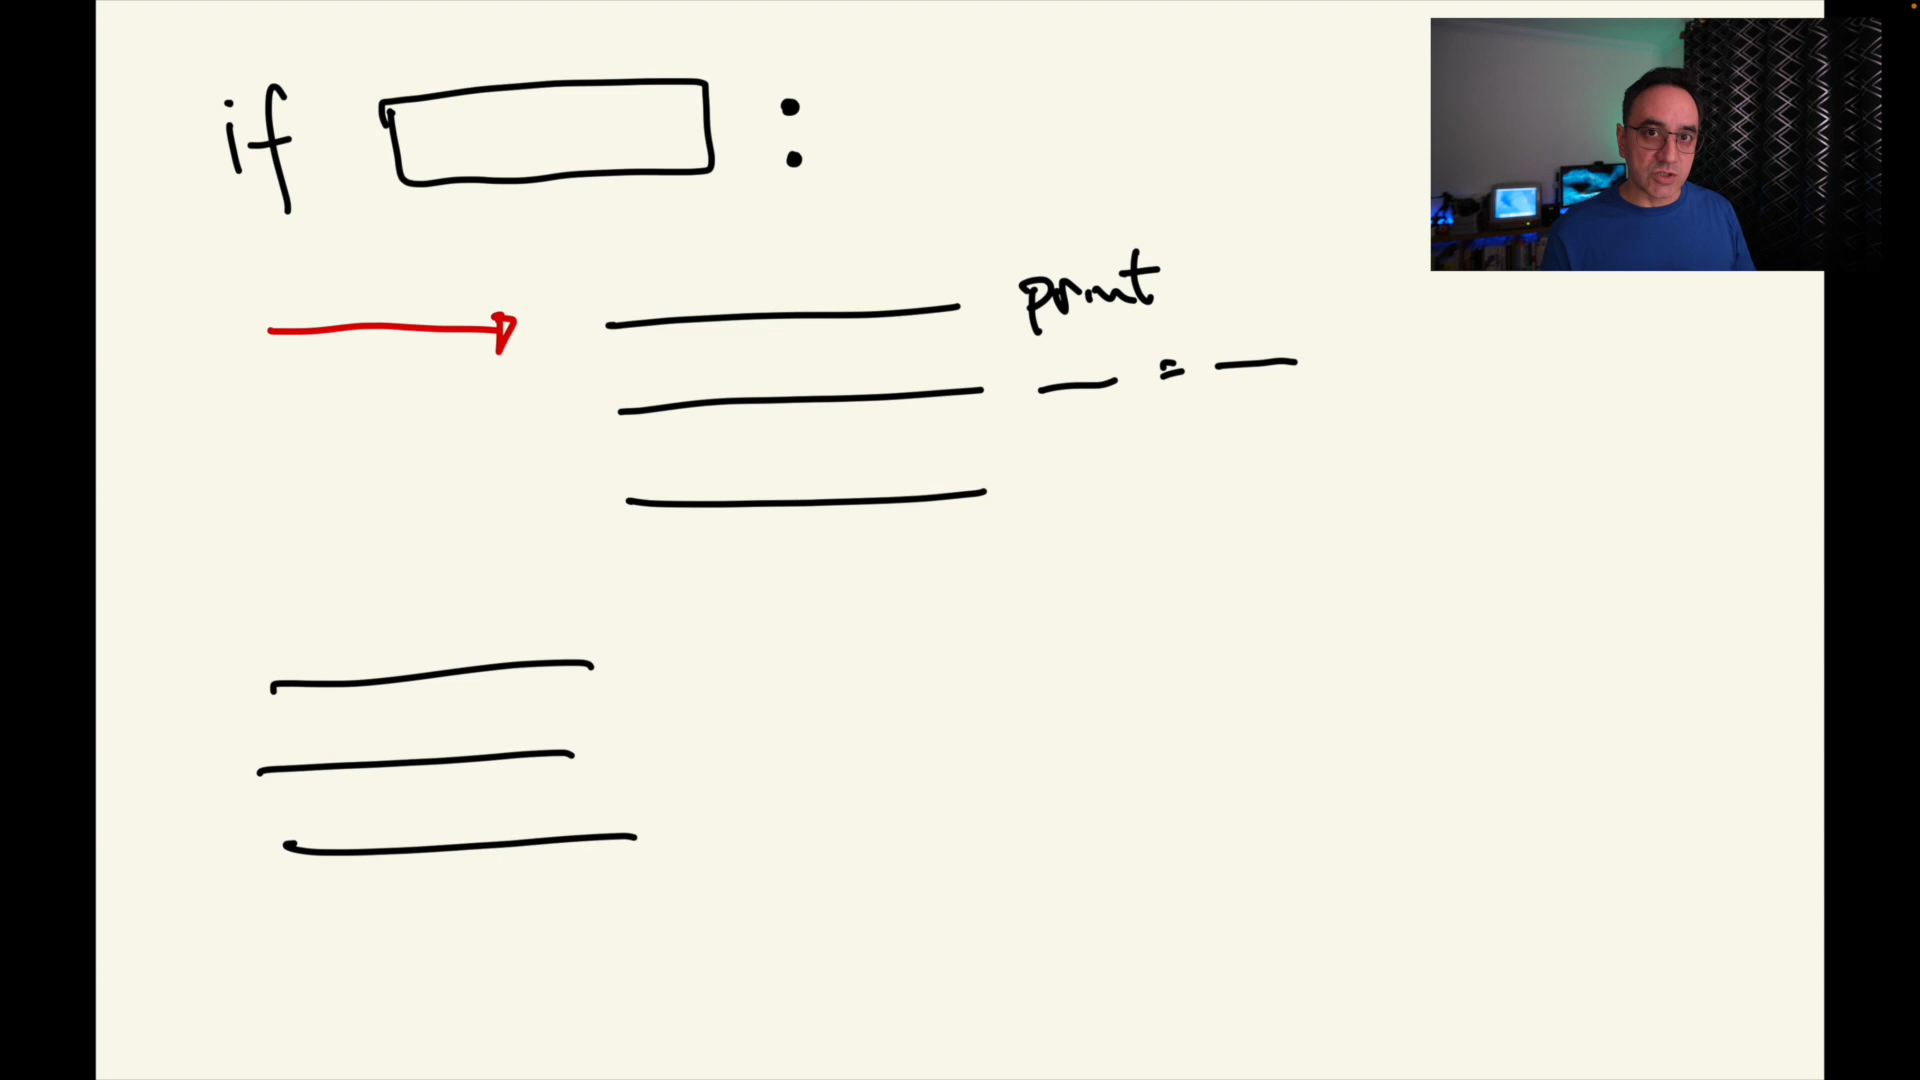 if :
print
=